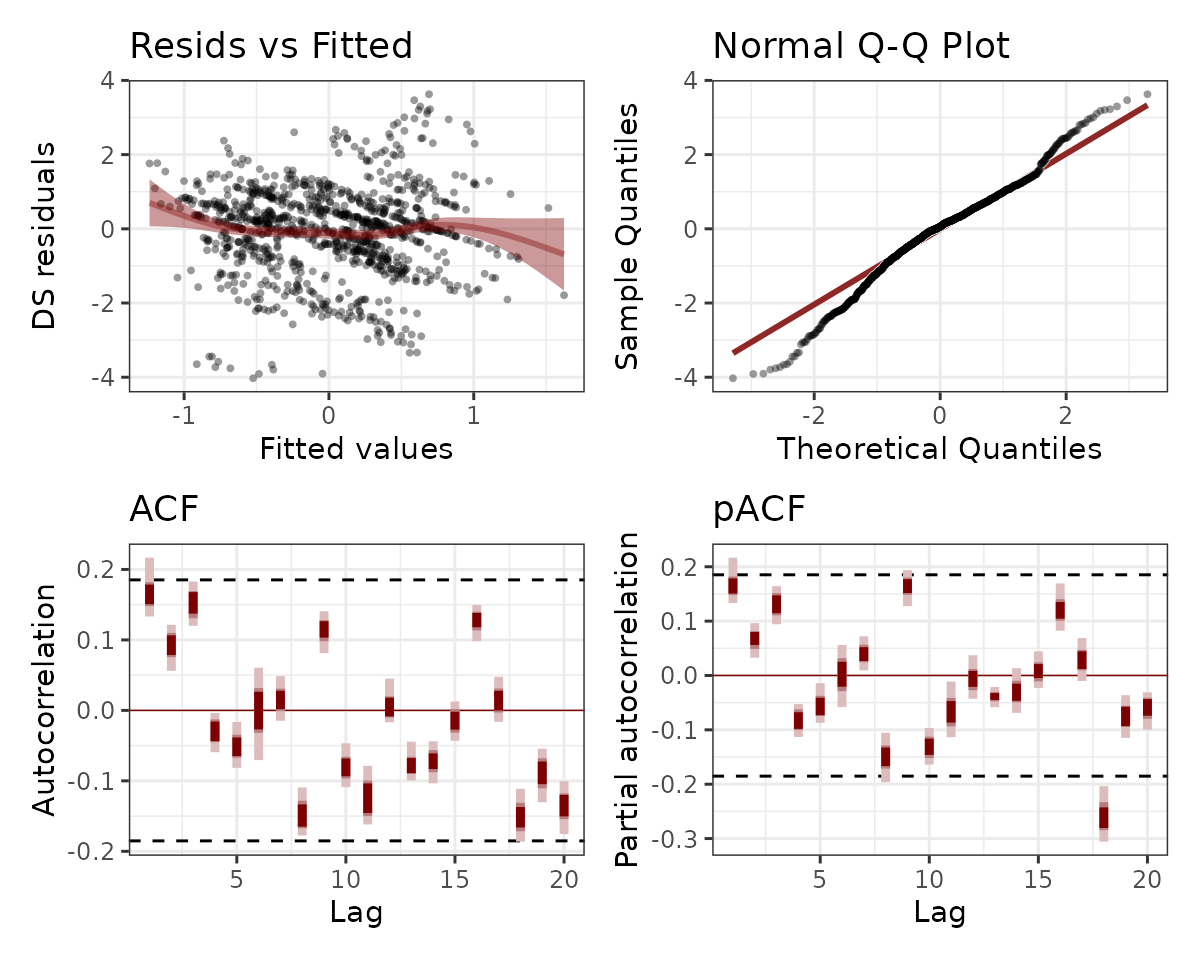 Resids vs Fitted
4
2
0
-2
-4
DS residuals
-1
0
1
Fitted values
Normal Q-Q Plot
4
2
0
-2
-4
Sample Quantiles
-2
0
2
Theoretical Quantiles
ACF
0.2
0.1
0.0
-0.1
-0.2
Autocorrelation
5
10
15
20
Lag
pACF
0.2
0.1
0.0
-0.1
-0.2
-0.3
Partial autocorrelation
5
10
15
20
Lag